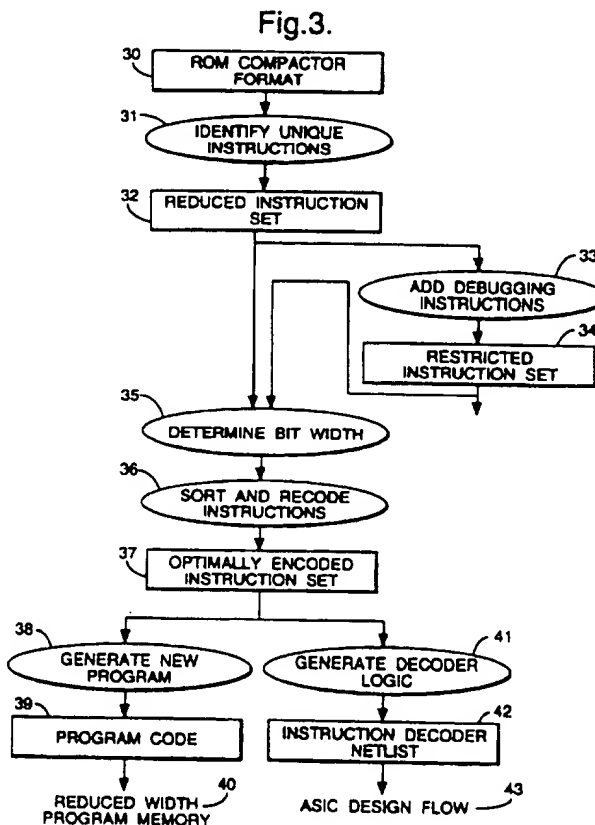 Fig.3.
30
ROM COMPACTOR
FORMAT
31
IDENTIFY UNIQUE
INSTRUCTIONS
32
REDUCED INSTRUCTION
SET
33
ADD DEBUGGING
INSTRUCTIONS
34
RESTRICTED
INSTRUCTION SET
35
DETERMINE BIT WIDTH
36
SORT AND RECODE
INSTRUCTIONS
37
OPTIMALLY ENCODED
INSTRUCTION SET
38
GENERATE NEW
PROGRAM
41
GENERATE DECODER
LOGIC
39
PROGRAM CODE
42
INSTRUCTION DECODER
NETLIST
40
REDUCED WIDTH
PROGRAM MEMORY
43
ASIC DESIGN FLOW